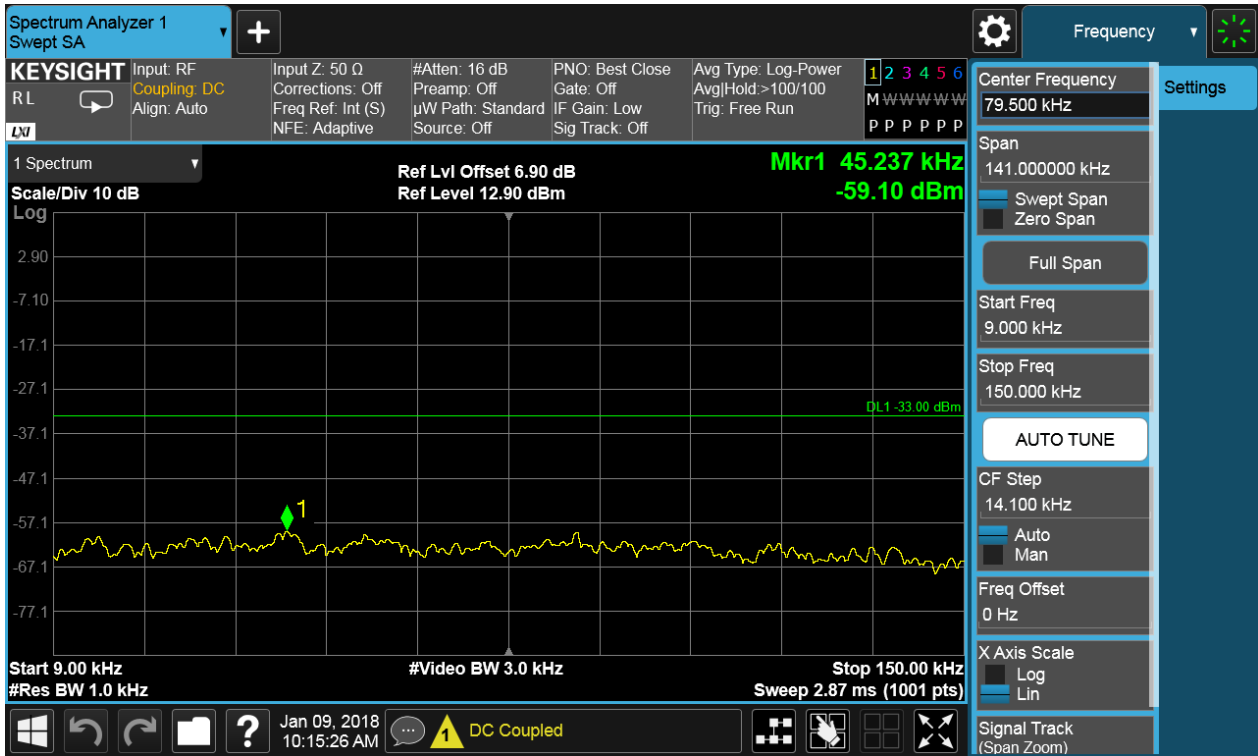 Spectrum Analyzer 1
Swept SA
+
Frequency
KEYSIGHT
R L
LXI
Input: RF
Coupling: DC
Align: Auto
Input Z: 50 Ω
Corrections: Off
Freq Ref: Int (S)
NFE: Adaptive
#Atten: 16 dB
Preamp: Off
µW Path: Standard
Source: Off
PNO: Best Close
Gate: Off
IF Gain: Low
Sig Track: Off
Avg Type: Log-Power
Avg|Hold:>100/100
Trig: Free Run
1 2 3 4 5 6
M W W W W W
P P P P P P
1 Spectrum
Scale/Div 10 dB
Log
Ref Lvl Offset 6.90 dB
Ref Level 12.90 dBm
Mkr1 45.237 kHz
-59.10 dBm
2.90
-7.10
-17.1
-27.1
DL1 -33.00 dBm
-37.1
-47.1
1
-57.1
-67.1
-77.1
Start 9.00 kHz
#Res BW 1.0 kHz
#Video BW 3.0 kHz
Stop 150.00 kHz
Sweep 2.87 ms (1001 pts)
Center Frequency
79.500 kHz
Span
141.000000 kHz
Swept Span
Zero Span
Full Span
Start Freq
9.000 kHz
Stop Freq
150.000 kHz
AUTO TUNE
CF Step
14.100 kHz
Auto
Man
Freq Offset
0 Hz
X Axis Scale
Log
Lin
Signal Track
(Span Zoom)
Settings
?
Jan 09, 2018
10:15:26 AM
1
DC Coupled